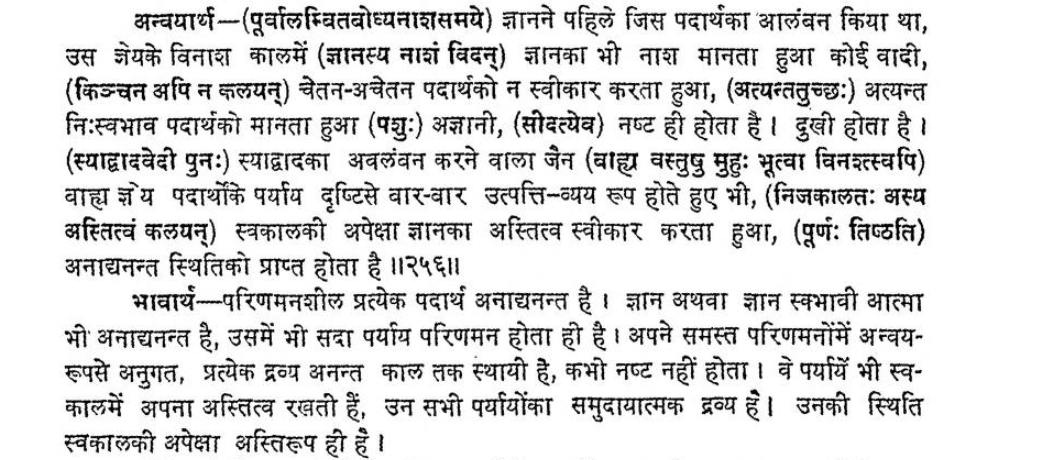 अन्वयार्थ—(पूर्वालम्वितवोध्यनाशसमये) ज्ञानने पहिले जिस पदार्थका आलंबन किया था,
उस ज्ञेयके विनाश कालमें (ज्ञानस्य नाशं विदन्) ज्ञानका भी नाश मानता हुआ कोई वादी,
(किञ्चन अपि न कलयन्) चेतन-अचेतन पदार्थको न स्वीकार करता हुआ, (अत्यन्ततुच्छः) अत्यन्त
निःस्वभाव पदार्थको मानता हुआ (पशुः) अज्ञानी, (सीदत्येव) नष्ट ही होता है। दुखी होता है।
(स्याद्वादवेदी पुनः) स्याद्वादका अवलंवन करने वाला जैन (वाह्य वस्तुषु मुहुः भूत्वा विनश्त्स्वपि)
वाह्य ज्ञेय पदार्थोके पर्याय दृष्टिसे वार-वार उत्पत्ति-व्यय रूप होते हुए भी, (निजकालतः अस्य
अस्तित्वं कलयन्) स्वकालकी अपेक्षा ज्ञानका अस्तित्व स्वीकार करता हुआ, (पूर्णः तिष्ठति)
अनाद्यनन्त स्थितिको प्राप्त होता है॥२५६॥
भावार्थ—परिणमनशील प्रत्येक पदार्थ अनाद्यनन्त है। ज्ञान अथवा ज्ञान स्वभावी आत्मा
भी अनाद्यनन्त है, उसमें भी सदा पर्याय परिणमन होता ही है। अपने समस्त परिणमनोंमें अन्वय-
रूपसे अनुगत, प्रत्येक द्रव्य अनन्त काल तक स्थायी है, कभी नष्ट नहीं होता। वे पर्यायें भी स्व-
कालमें अपना अस्तित्व रखती हैं, उन सभी पर्यायोंका समुदायात्मक द्रव्य है। उनकी स्थिति
स्वकालकी अपेक्षा अस्तिरूप ही है।